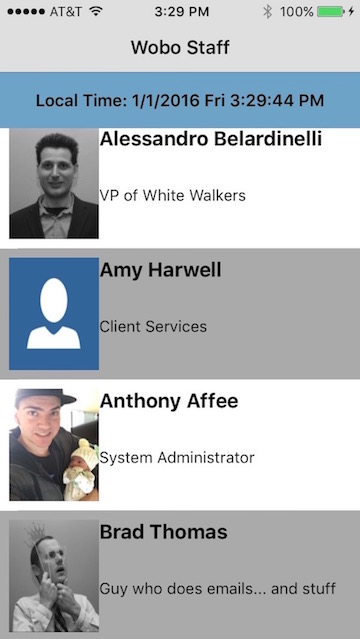 AT&T 3:29 PM 100%
Wobo Staff
Local Time: 1/1/2016 Fri 3:29:44 PM
Alessandro Belardinelli
VP of White Walkers
Amy Harwell
Client Services
Anthony Affee
System Administrator
Brad Thomas
Guy who does emails... and stuff